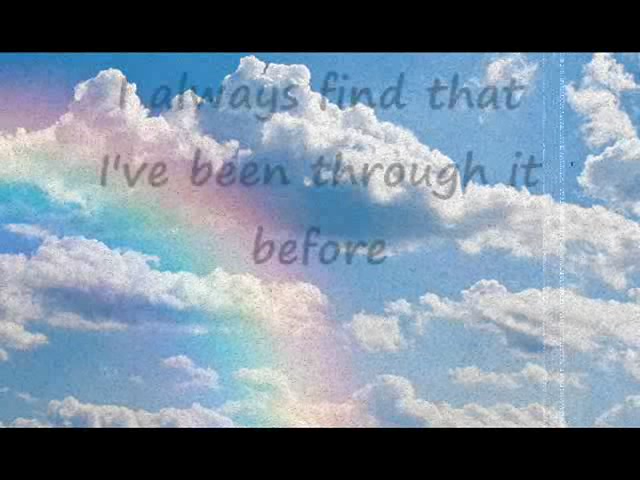 I always find that
I've been through it
before